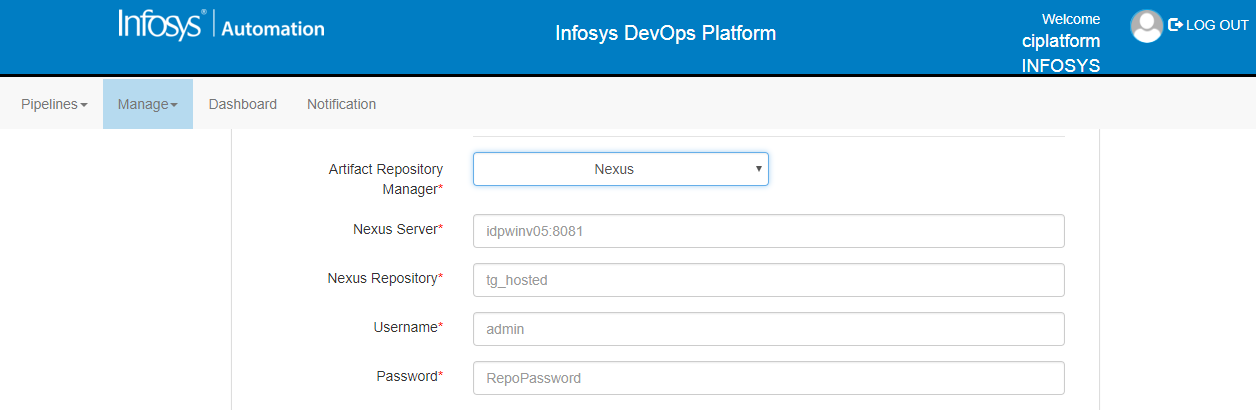 Infosys® | Automation
Infosys DevOps Platform
Welcome
ciplatform
INFOSYS
LOG OUT
Pipelines
Manage
Dashboard
Notification
Artifact Repository
Manager*
Nexus
Nexus Server*
idpwinv05:8081
Nexus Repository*
tg_hosted
Username*
admin
Password*
RepoPassword